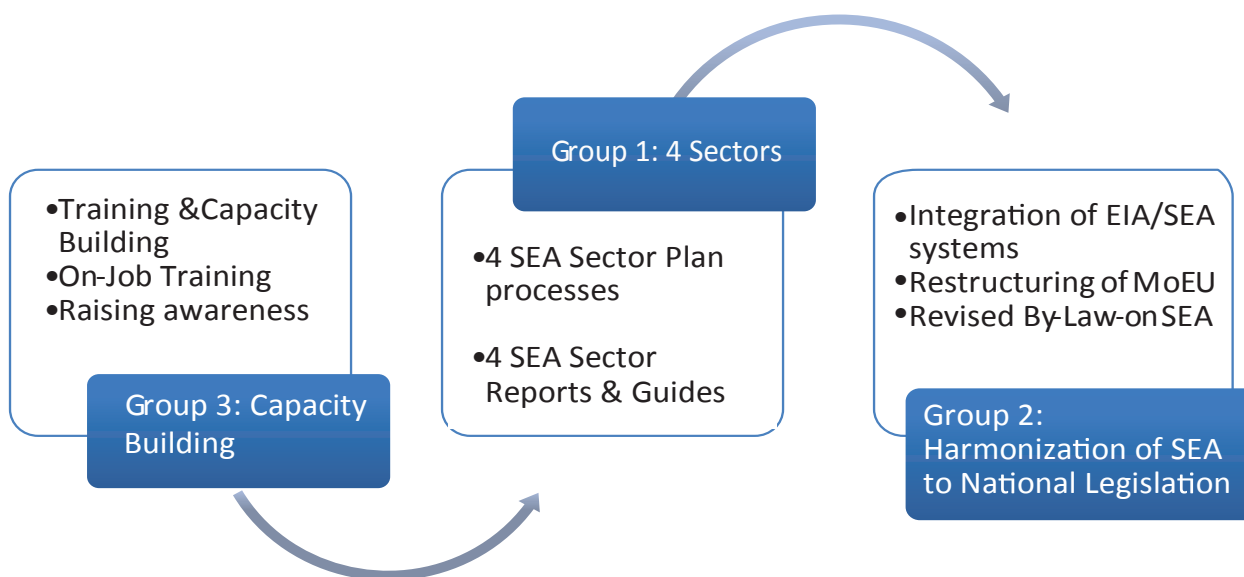 •Training &Capacity
Building
•On-Job Training
•Raising awareness
Group 3: Capacity
Building
Group 1: 4 Sectors
•4 SEA Sector Plan
processes
•4 SEA Sector
Reports & Guides
•Integration of EIA/SEA
systems
•Restructuring of MoEU
•Revised By-Law-on SEA
Group 2:
Harmonization of SEA
to National Legislation